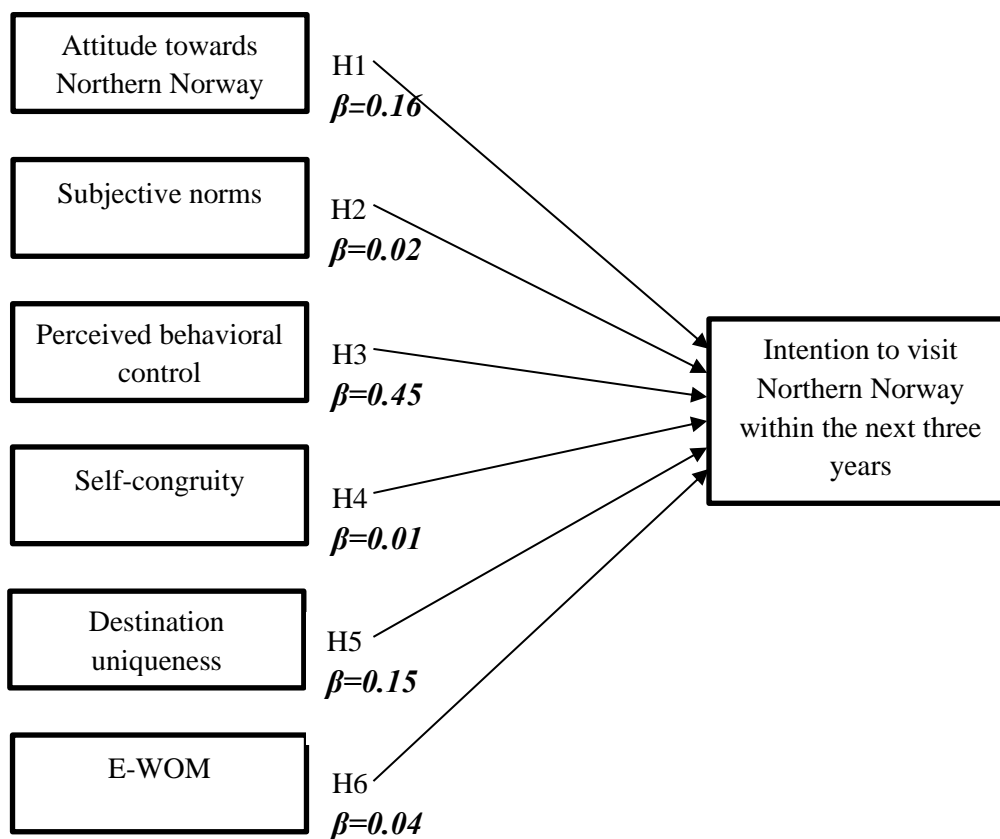 Attitude towards
Northern Norway
H1
β=0.16
Subjective norms
H2
β=0.02
Perceived behavioral
control
H3
β=0.45
Self-congruity
H4
β=0.01
Destination
uniqueness
H5
β=0.15
E-WOM
H6
β=0.04
Intention to visit
Northern Norway
within the next three
years